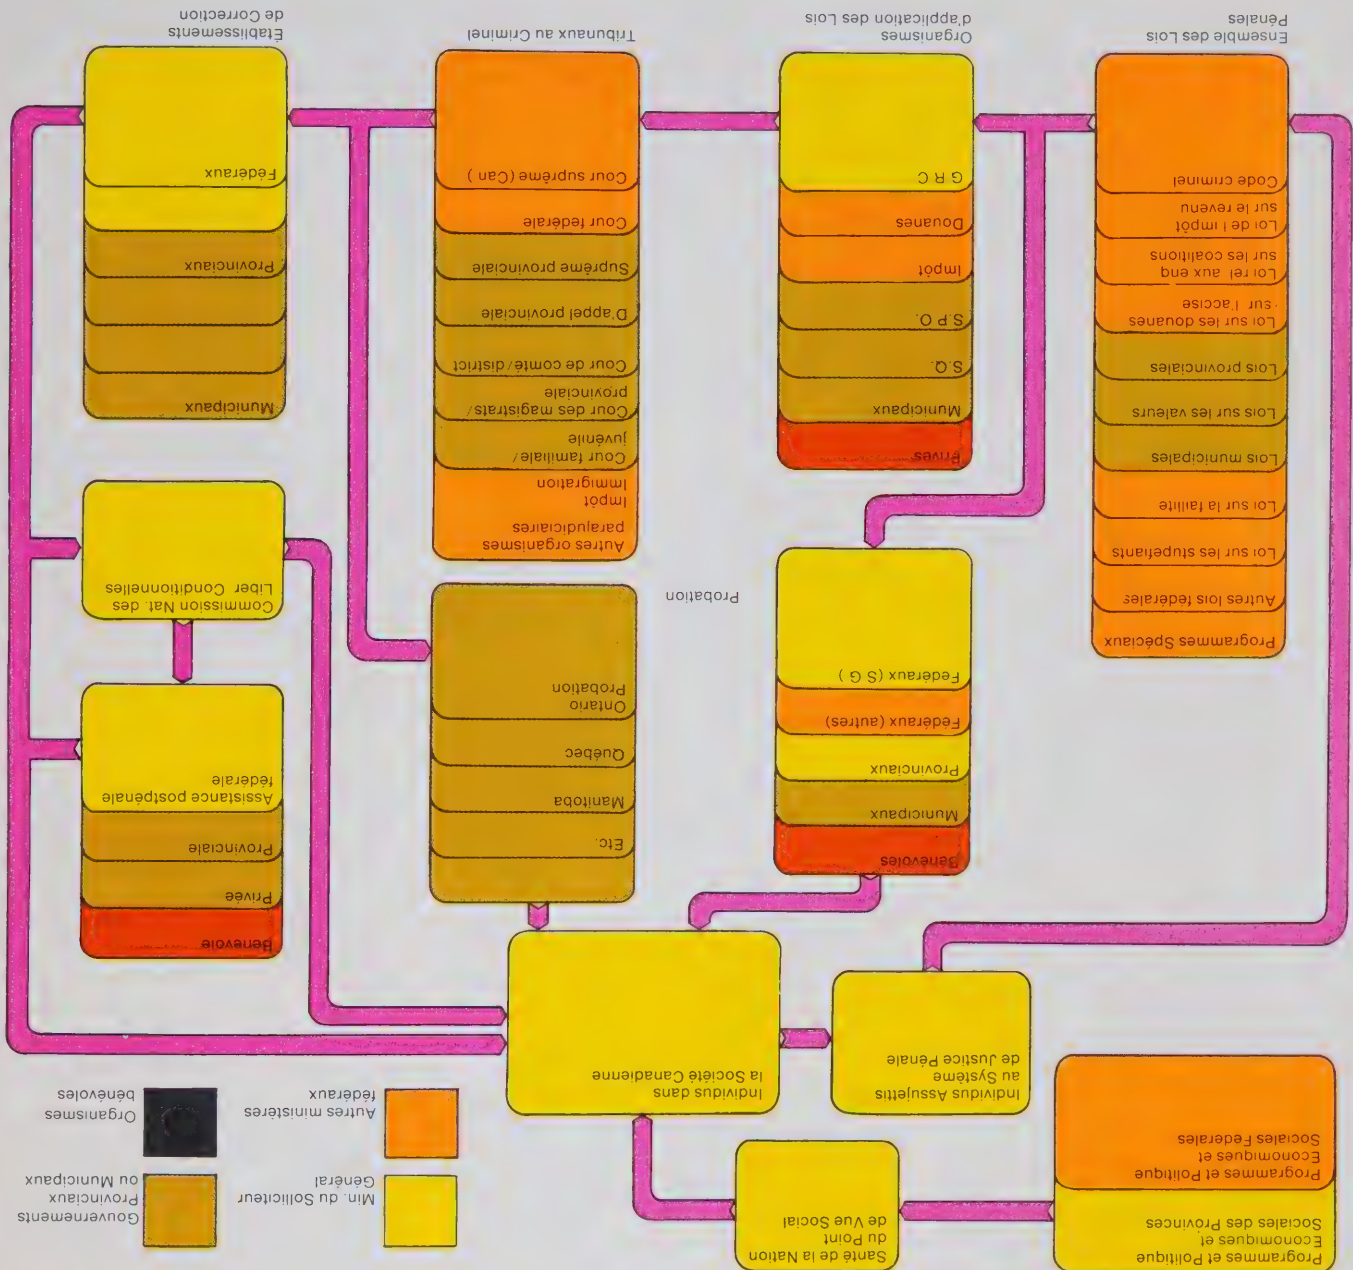 Programmes et Politique
Economiques et
Sociales des Provinces
Programmes et Politique
Economiques et
Sociales Fédérales
Santé de la Nation
du Point
de Vue Social
Min. du Solliciteur
Général
Gouvernements
Provinciaux
ou Municipaux
Autres ministères
fédéraux
Organismes
bénévoles
Individus Assujettis
au Système
de Justice Pénale
Individus dans
la Société Canadienne
Programmes Spéciaux
Autres lois fédérales
Loi sur les stupéfiants
Loi sur la faillite
Lois municipales
Lois sur les valeurs
Lois provinciales
Loi sur les douanes
sur l'accise
Loi rel aux enq
sur les coalitions
Loi de l'impôt
sur le revenu
Code criminel
Ensemble des Lois
Pénales
Bénévoles
Municipaux
Provinciaux
Fédéraux (autres)
Fédéraux (S G )
Privés
Municipaux
S.Q.
S.P.O.
Impôt
Douanes
G R C
Organismes
d'application des Lois
Probation
Etc.
Manitoba
Québec
Ontario
Probation
Autres organismes
parajudiciaires
Impôt
Immigration
Cour familiale/
juvénile
Cour des magistrats/
provinciale
Cour de comté/district
D'appel provinciale
Suprême provinciale
Cour fédérale
Cour suprême (Can )
Tribunaux au Criminel
Bénévole
Privée
Provinciale
Assistance postpénale
fédérale
Commission Nat. des
Liber Conditionnelles
Municipaux
Provinciaux
Fédéraux
Établissements
de Correction